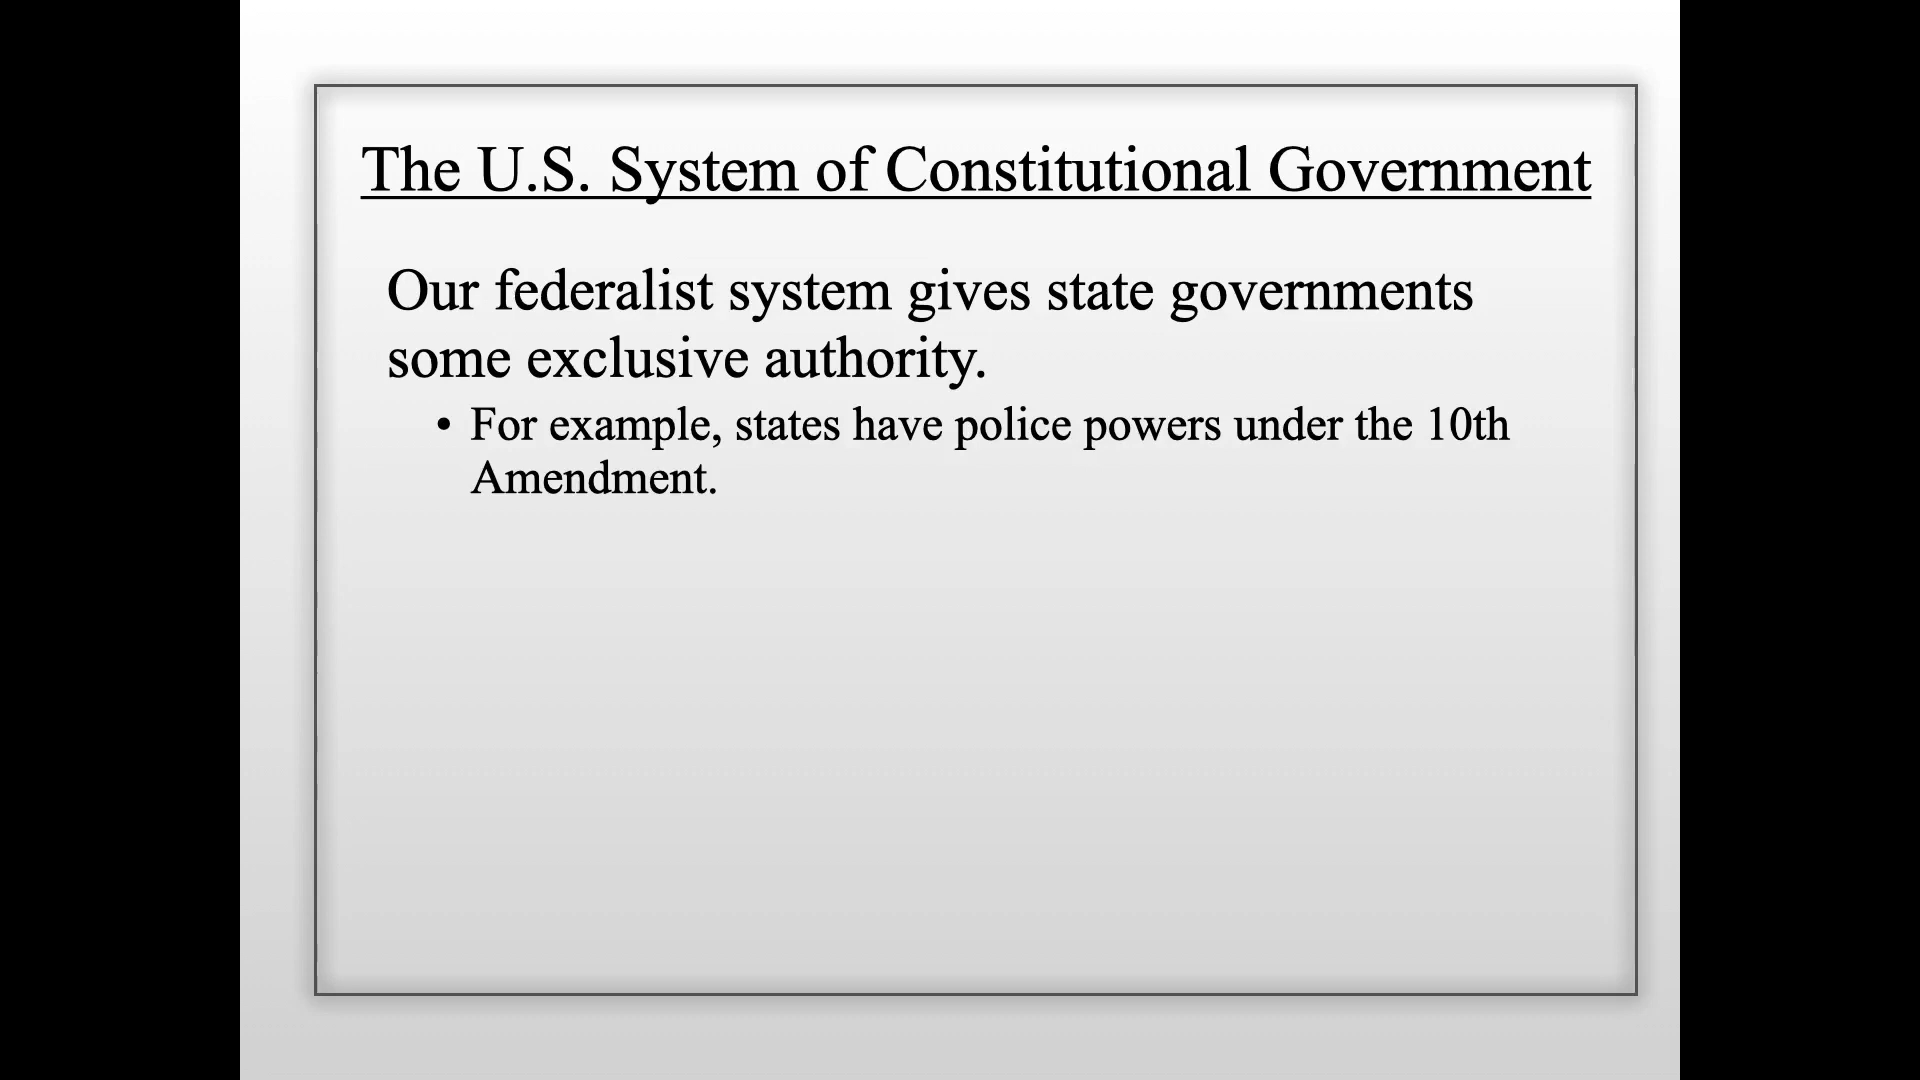 The U.S. System of Constitutional Government
Our federalist system gives state governments
some exclusive authority.
• For example, states have police powers under the 10th
Amendment.